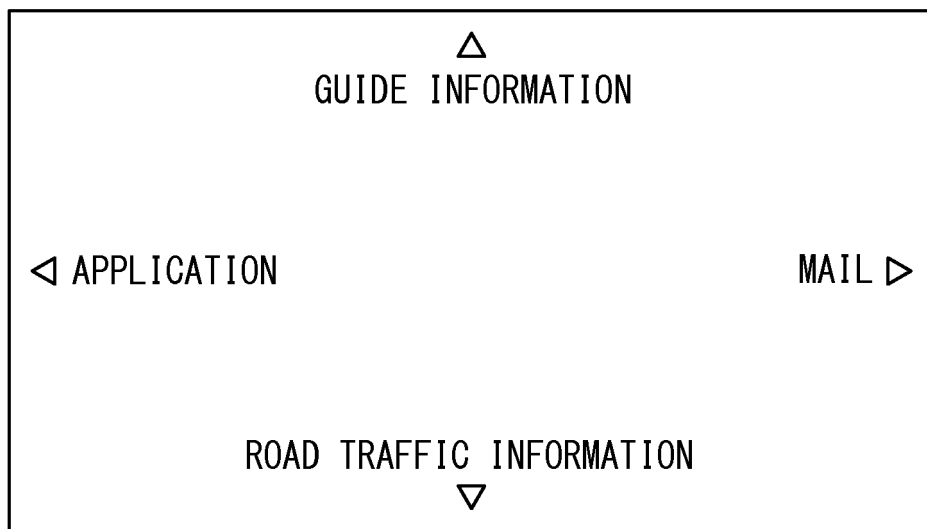 △
GUIDE INFORMATION
◁ APPLICATION
MAIL ▷
ROAD TRAFFIC INFORMATION
▽